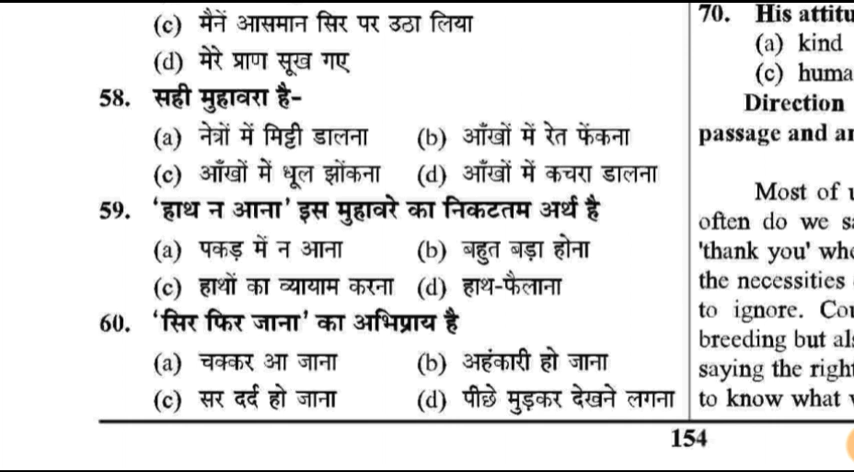 (c) मैनें आसमान सिर पर उठा लिया
(d) मेरे प्राण सूख गए
58. सही मुहावरा है-
(a) नेत्रों में मिट्टी डालना (b) आँखों में रेत फेंकना
(c) आँखों में धूल झोंकना (d) आँखों में कचरा डालना
59. ‘हाथ न आना’ इस मुहावरे का निकटतम अर्थ है
(a) पकड़ में न आना (b) बहुत बड़ा होना
(c) हाथों का व्यायाम करना (d) हाथ-फैलाना
60. ‘सिर फिर जाना’ का अभिप्राय है
(a) चक्कर आ जाना (b) अहंकारी हो जाना
(c) सर दर्द हो जाना (d) पीछे मुड़कर देखने लगना
70. His
(a) kind
(c)
Direction
passage and
Most of
often do we
'thank you'
the necessities
to ignore.
breeding but
saying the
to know what
154